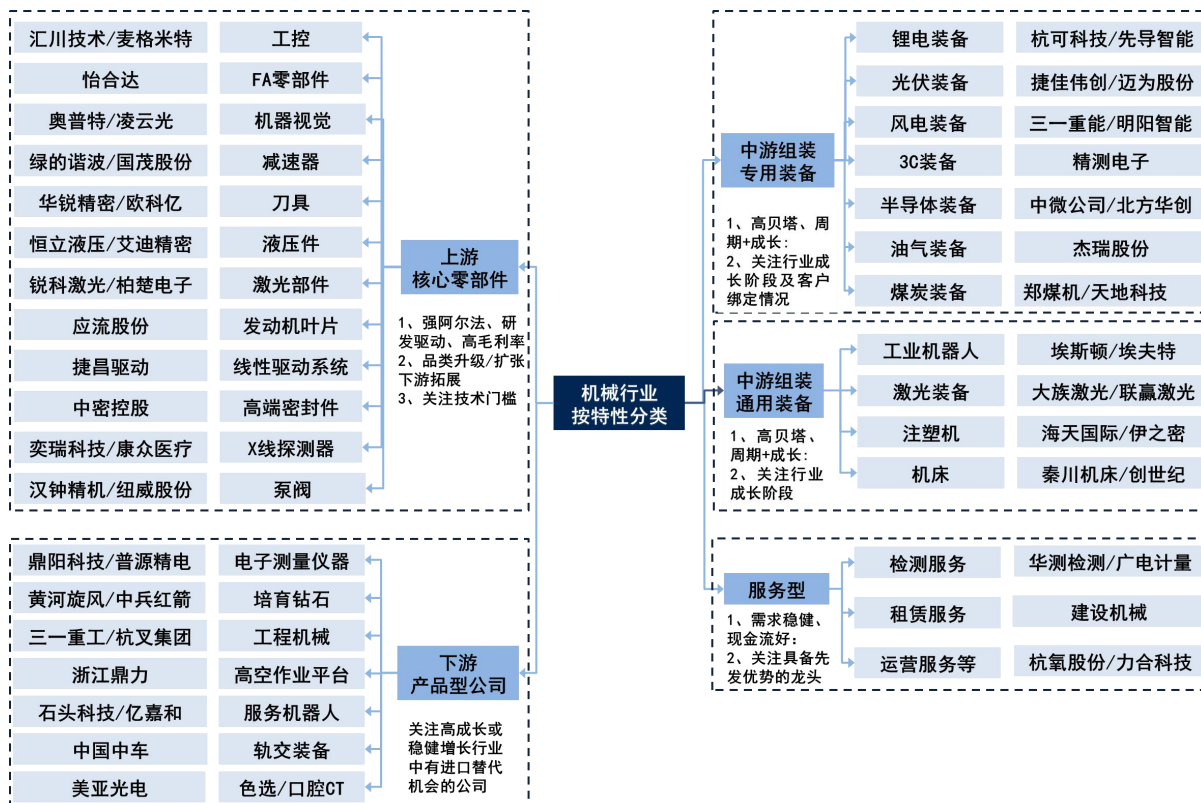 汇川技术/麦格米特 工控
怡合达 FA零部件
奥普特/凌云光 机器视觉
绿的谐波/国茂股份 减速器
华锐精密/欧科亿 刀具
恒立液压/艾迪精密 液压件
锐科激光/柏楚电子 激光部件
应流股份 发动机叶片
捷昌驱动 线性驱动系统
中密控股 高端密封件
奕瑞科技/康众医疗 X线探测器
汉钟精机/纽威股份 泵阀
上游
核心零部件
1、强阿尔法、研
发驱动、高毛利率
2、品类升级/扩张
下游拓展
3、关注技术门槛
鼎阳科技/普源精电 电子测量仪器
黄河旋风/中兵红箭 培育钻石
三一重工/杭叉集团 工程机械
浙江鼎力 高空作业平台
石头科技/亿嘉和 服务机器人
中国中车 轨交装备
美亚光电 色选/口腔CT
下游
产品型公司
关注高成长或
稳健增长行业
中有进口替代
机会的公司
机械行业
按特性分类
中游组装
专用装备
1、高贝塔、周
期+成长:
2、关注行业成
长阶段及客户
绑定情况
锂电装备 杭可科技/先导智能
光伏装备 捷佳伟创/迈为股份
风电装备 三一重能/明阳智能
3C装备 精测电子
半导体装备 中微公司/北方华创
油气装备 杰瑞股份
煤炭装备 郑煤机/天地科技
中游组装
通用装备
1、高贝塔、
周期+成长:
2、关注行业
成长阶段
工业机器人 埃斯顿/埃夫特
激光装备 大族激光/联赢激光
注塑机 海天国际/伊之密
机床 秦川机床/创世纪
服务型
1、需求稳健、
现金流好:
2、关注具备先
发优势的龙头
检测服务 华测检测/广电计量
租赁服务 建设机械
运营服务等 杭氧股份/力合科技